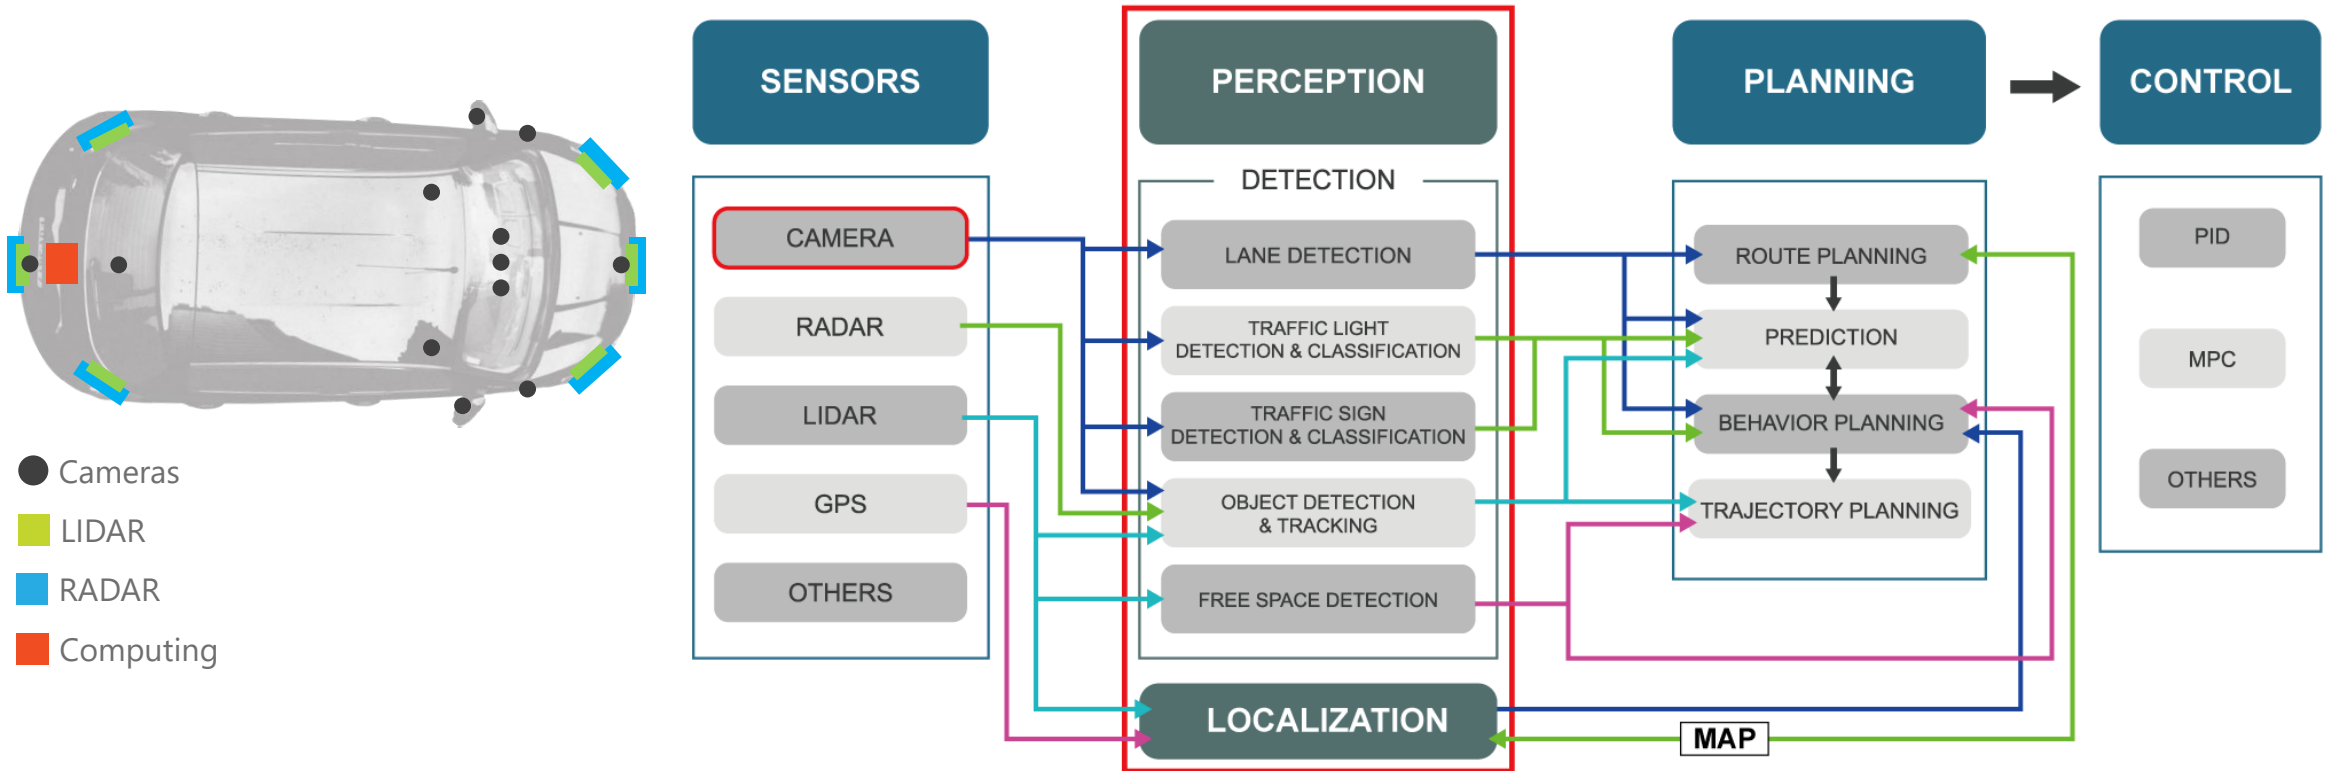 Cameras
LIDAR
RADAR
Computing
SENSORS
CAMERA
RADAR
LIDAR
GPS
OTHERS
PERCEPTION
DETECTION
LANE DETECTION
TRAFFIC LIGHT
DETECTION & CLASSIFICATION
TRAFFIC SIGN
DETECTION & CLASSIFICATION
OBJECT DETECTION
& TRACKING
FREE SPACE DETECTION
LOCALIZATION
PLANNING
ROUTE PLANNING
PREDICTION
BEHAVIOR PLANNING
TRAJECTORY PLANNING
MAP
CONTROL
PID
MPC
OTHERS